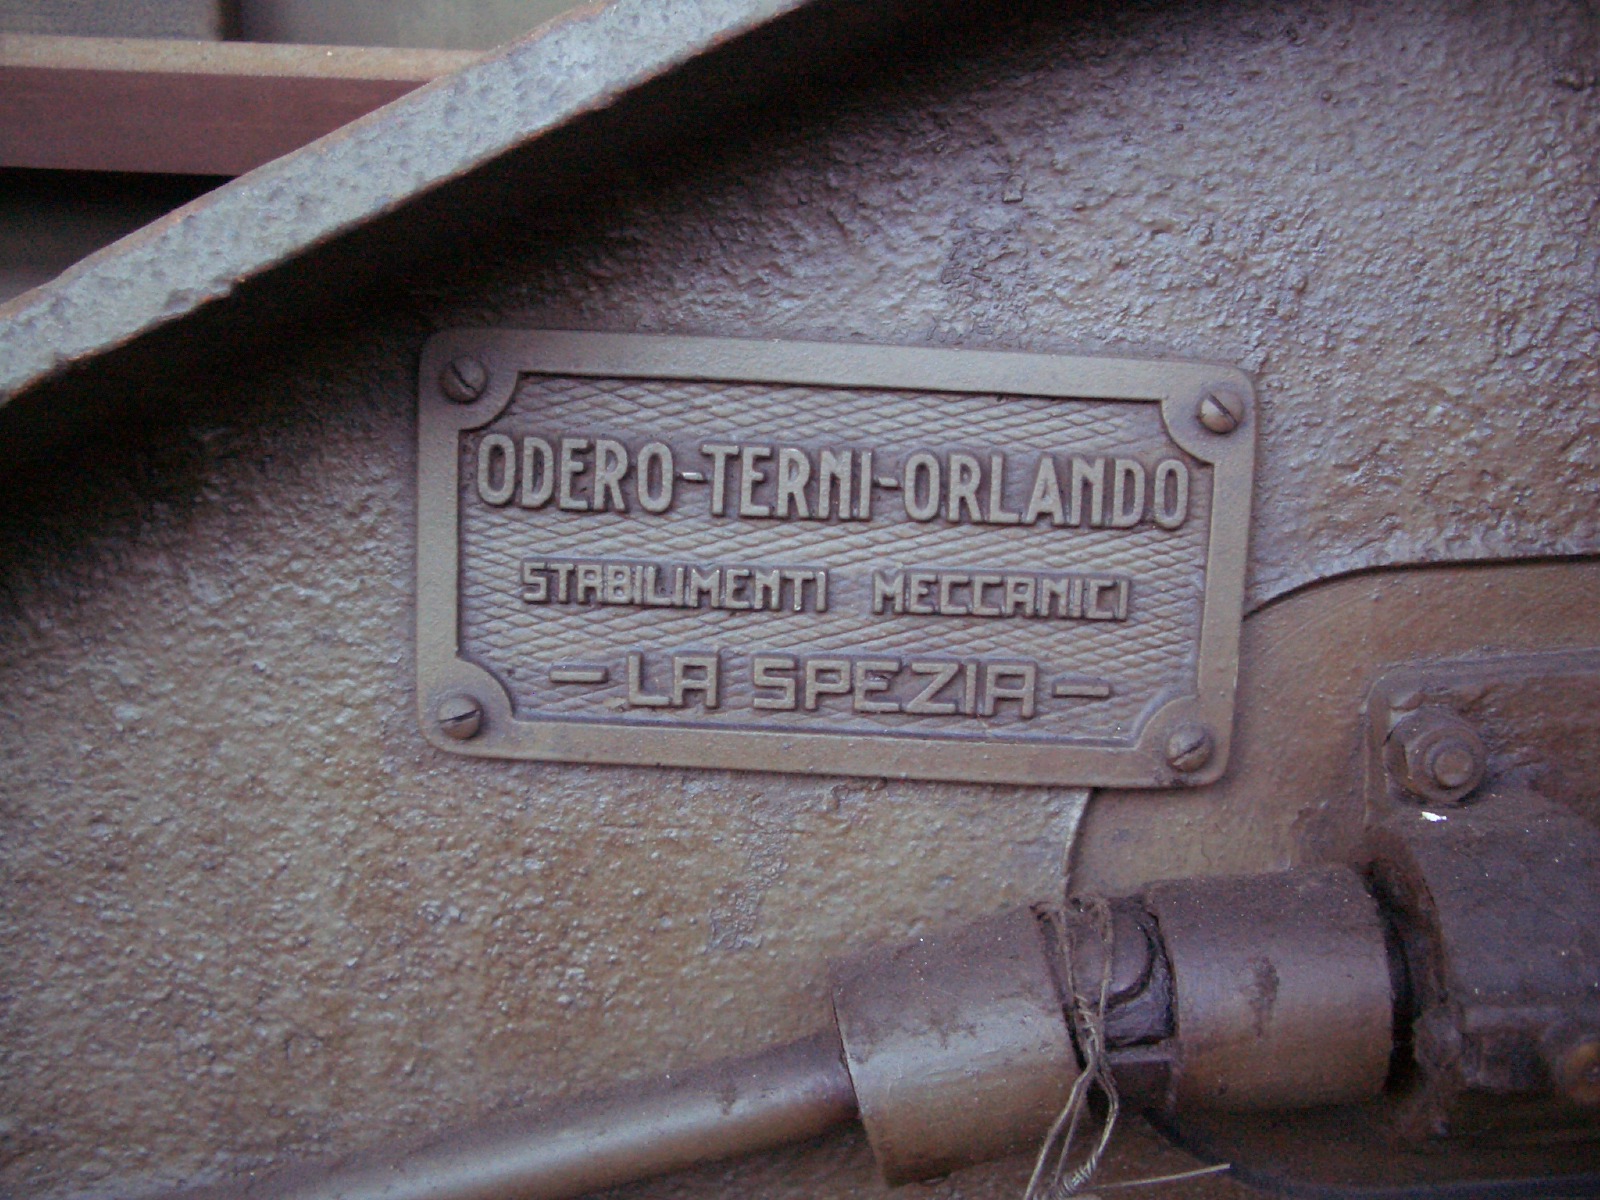 ODERO-TERNI-ORLANDO
STABILIMENTI MECCANICI
- LA SPEZIA -